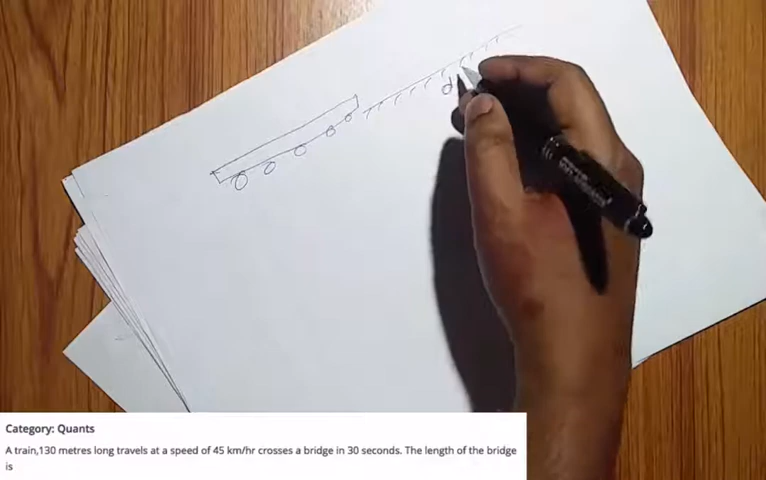 Category: Quants
A train,130 metres long travels at a speed of 45 km/hr crosses a bridge in 30 seconds. The length of the bridge
is